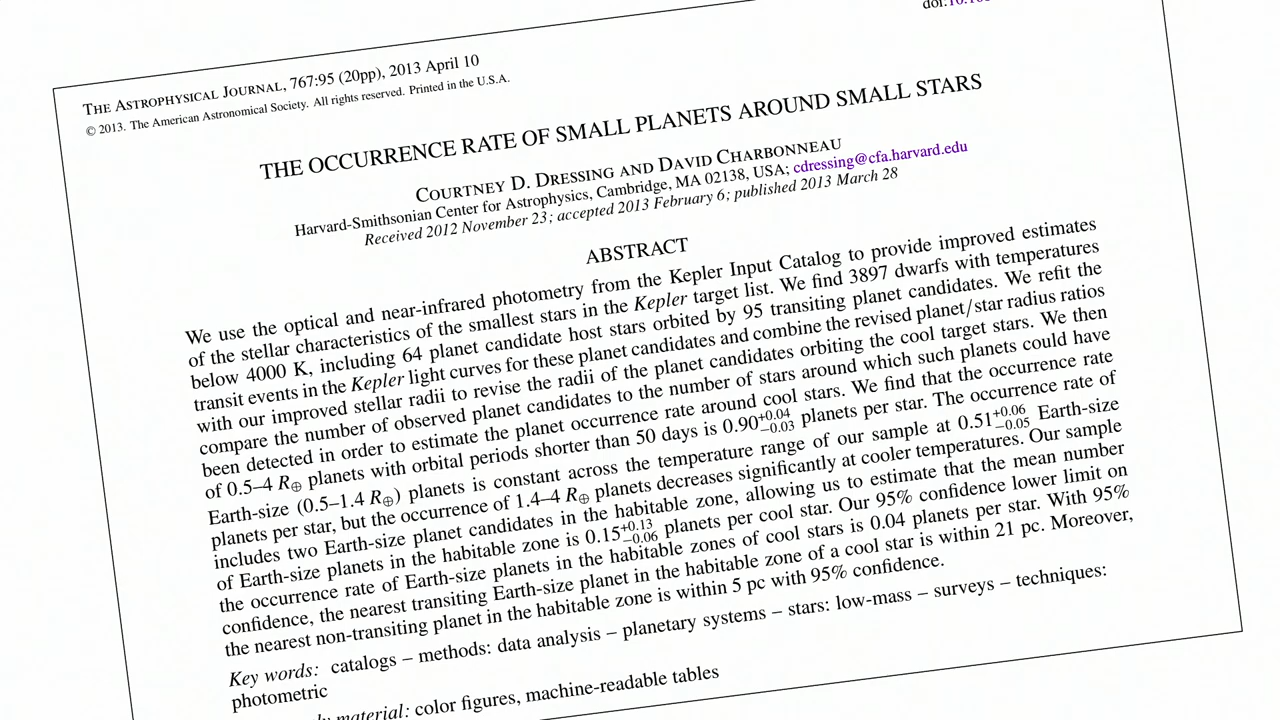 doi:10.10
THE ASTROPHYSICAL JOURNAL, 767:95 (20pp), 2013 April 10
© 2013. The American Astronomical Society. All rights reserved. Printed in the U.S.A.
THE OCCURRENCE RATE OF SMALL PLANETS AROUND SMALL STARS
COURTNEY D. DRESSING AND DAVID CHARBONNEAU
Harvard-Smithsonian Center for Astrophysics, Cambridge, MA 02138, USA; cdressing@cfa.harvard.edu
Received 2012 November 23; accepted 2013 February 6; published 2013 March 28
ABSTRACT
We use the optical and near-infrared photometry from the Kepler Input Catalog to provide improved estimates
of the stellar characteristics of the smallest stars in the Kepler target list. We find 3897 dwarfs with temperatures
below 4000 K, including 64 planet candidate host stars orbited by 95 transiting planet candidates. We refit the
transit events in the Kepler light curves for these planet candidates and combine the revised planet/star radius ratios
with our improved stellar radii to revise the radii of the planet candidates orbiting the cool target stars. We then
compare the number of observed planet candidates to the number of stars around which such planets could have
been detected in order to estimate the planet occurrence rate around cool stars. We find that the occurrence rate
of 0.5–4 R⊕ planets with orbital periods shorter than 50 days is 0.90+0.04−0.03 planets per star. The occurrence rate of
Earth-size (0.5–1.4 R⊕) planets is constant across the temperature range of our sample at 0.51+0.06−0.05 Earth-size
planets per star, but the occurrence of 1.4–4 R⊕ planets decreases significantly at cooler temperatures. Our sample
includes two Earth-size planet candidates in the habitable zone, allowing us to estimate that the mean number
of Earth-size planets in the habitable zone is 0.15+0.13−0.06 planets per cool star. Our 95% confidence lower limit on
the occurrence rate of Earth-size planets in the habitable zones of cool stars is 0.04 planets per star. With 95%
confidence, the nearest transiting Earth-size planet in the habitable zone of a cool star is within 21 pc. Moreover,
the nearest non-transiting planet in the habitable zone is within 5 pc with 95% confidence.
Key words: catalogs – methods: data analysis – planetary systems – stars: low-mass – surveys – techniques:
photometric
material: color figures, machine-readable tables